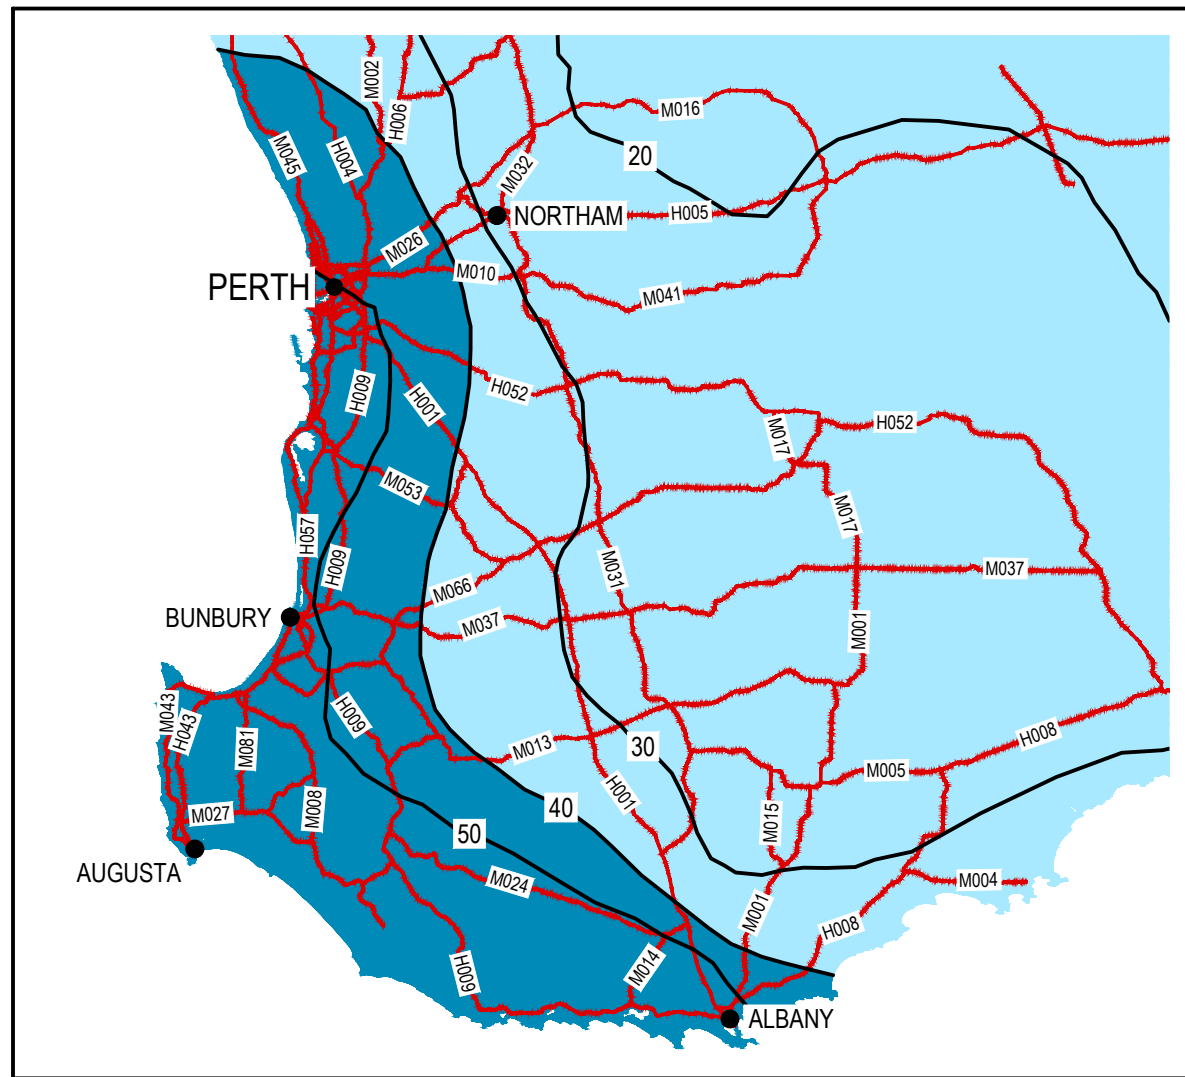 M002
H006
M016
M045
H004
20
M032
NORTHAM
H005
M026
M010
PERTH
M041
H009
H001
H052
M017
H052
M053
M017
H057
H009
M031
M037
M066
BUNBURY
M037
M001
M043
H043
H009
M081
M013
30
H008
M005
H001
M008
40
M015
M027
50
AUGUSTA
M024
M004
M001
H008
M014
H009
ALBANY